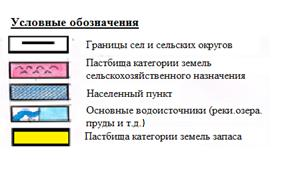 Условные обозначения
Границы сел и сельских округов
Пастбища категории земель
сельскохозяйственного назначения
Населенный пункт
Основные водоисточники (реки.озера.
пруды и т.д.)
Пастбища категории земель запаса